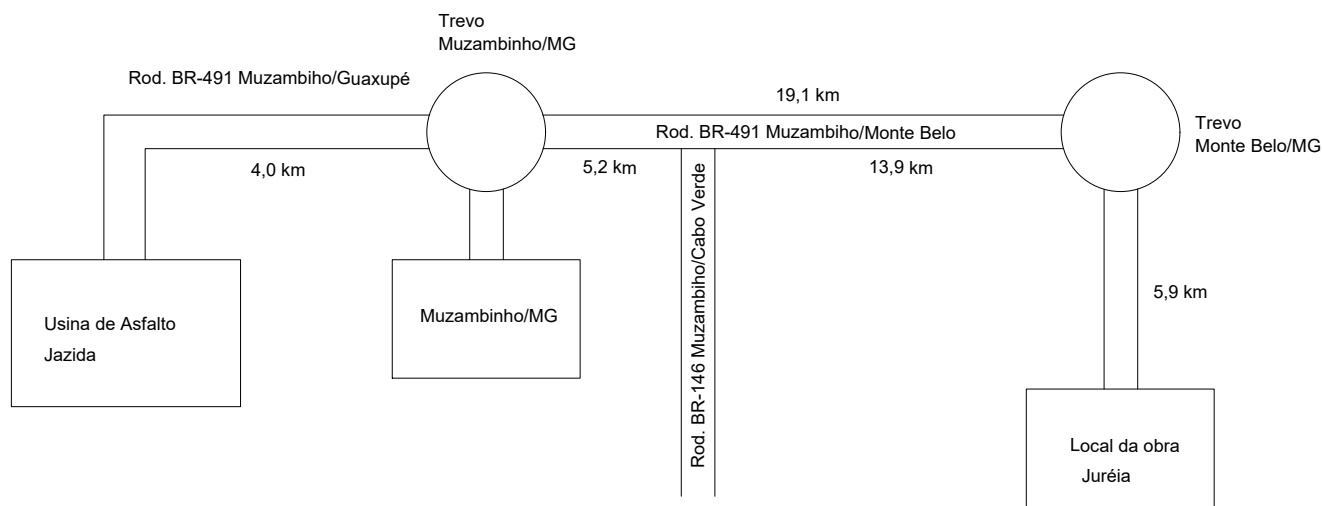 Trevo
Muzambinho/MG
Rod. BR-491 Muzambiho/Guaxupé
19,1 km
Rod. BR-491 Muzambiho/Monte Belo
Trevo
Monte Belo/MG
4,0 km
5,2 km
13,9 km
Rod. BR-146 Muzambiho/Cabo Verde
5,9 km
Usina de Asfalto
Jazida
Muzambinho/MG
Local da obra
Juréia